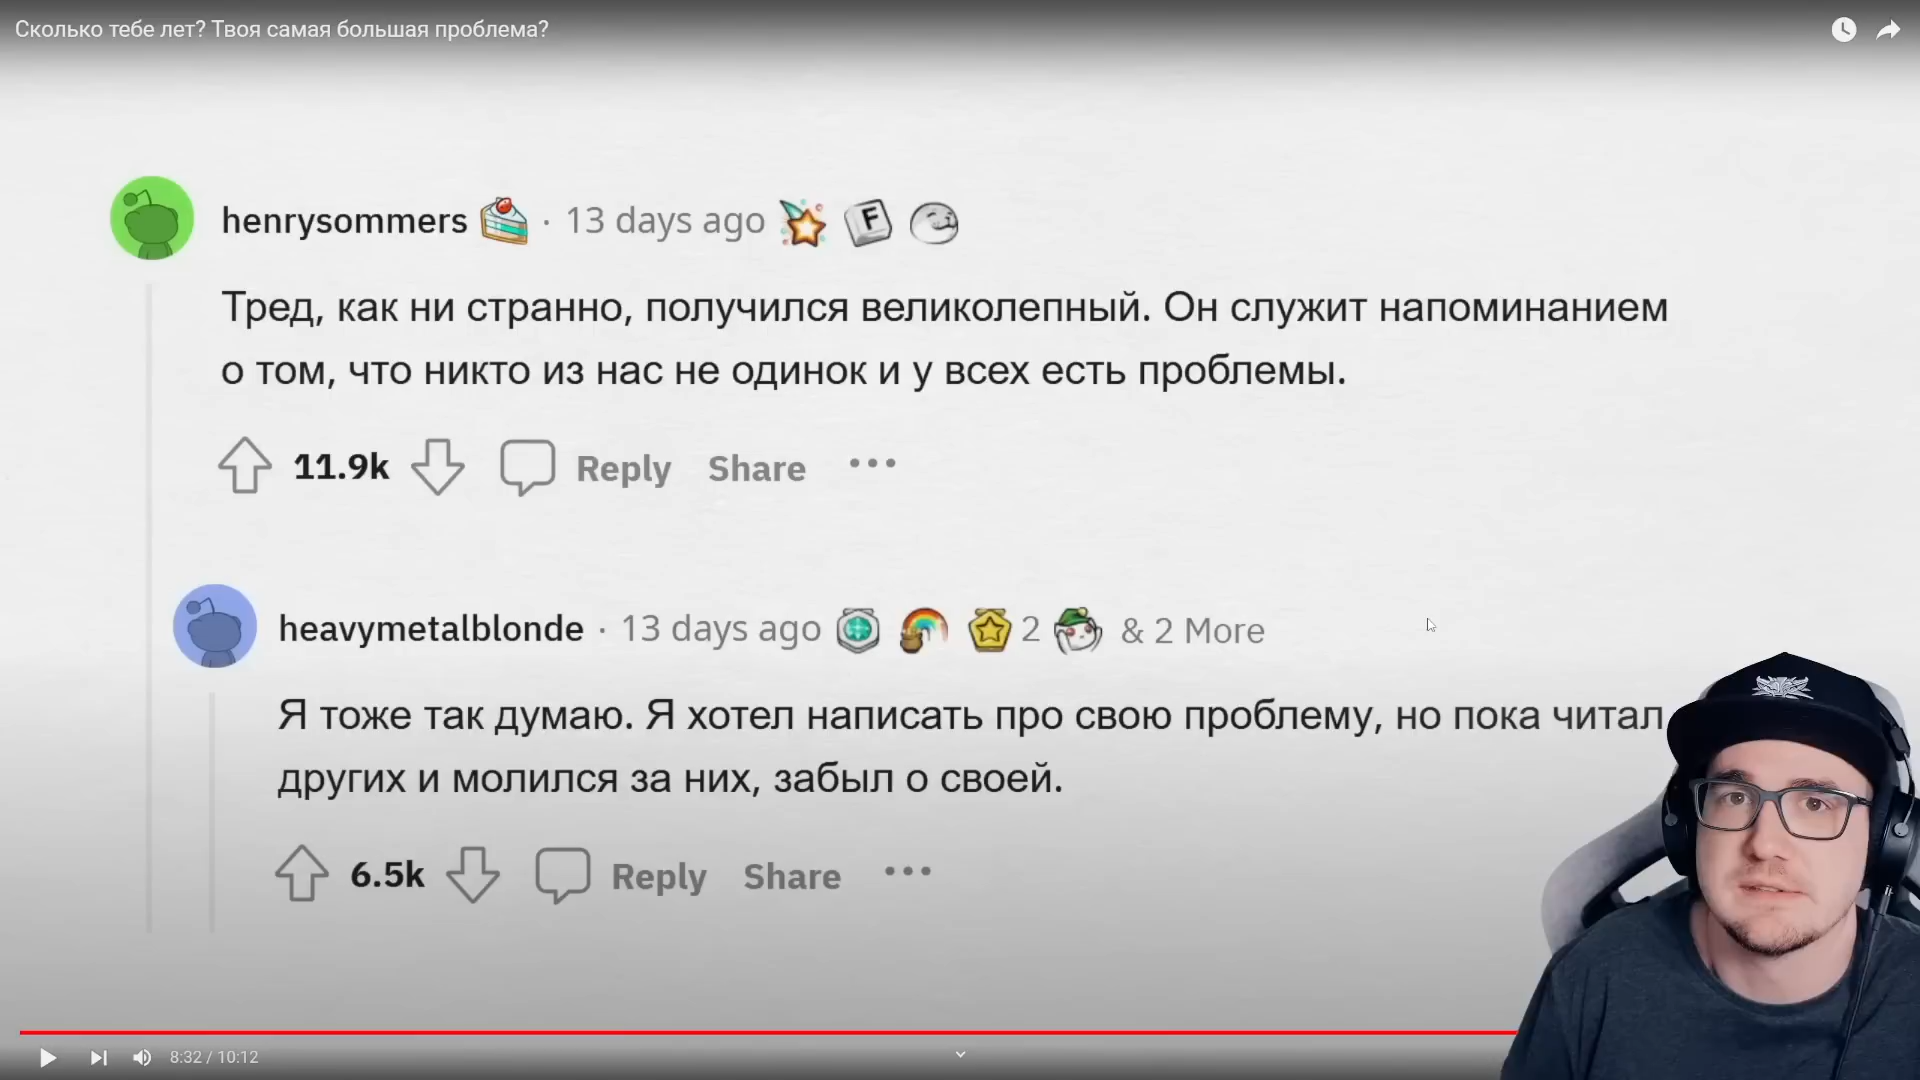 Сколько тебе лет? Твоя самая большая проблема?
henrysommers · 13 days ago
F
Тред, как ни странно, получился великолепный. Он служит напоминанием
о том, что никто из нас не одинок и у всех есть проблемы.
11.9k Reply Share ...
heavymetalblonde · 13 days ago 2 & 2 More
Я тоже так думаю. Я хотел написать про свою проблему, но пока читал
других и молился за них, забыл о своей.
6.5k Reply Share ...
8:32 / 10:12